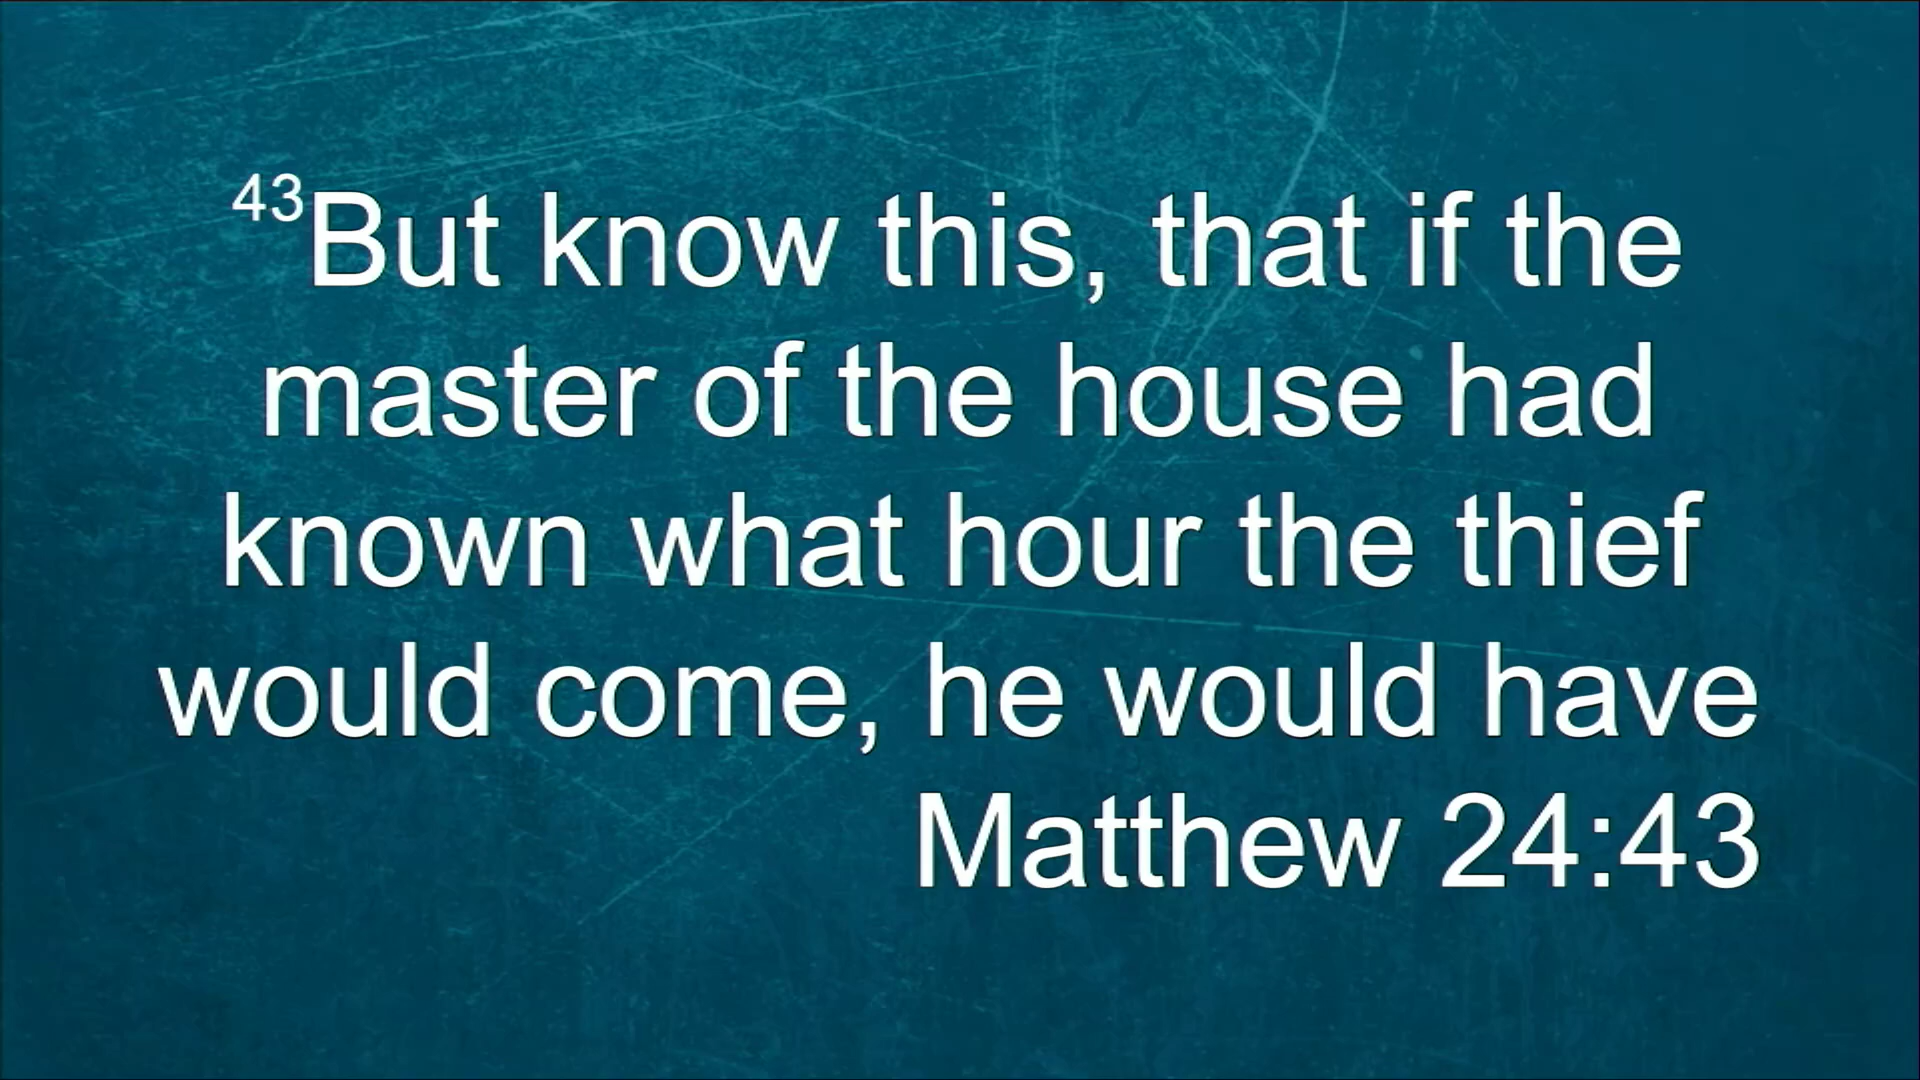 43But know this, that if the
master of the house had
known what hour the thief
would come, he would have
Matthew 24:43